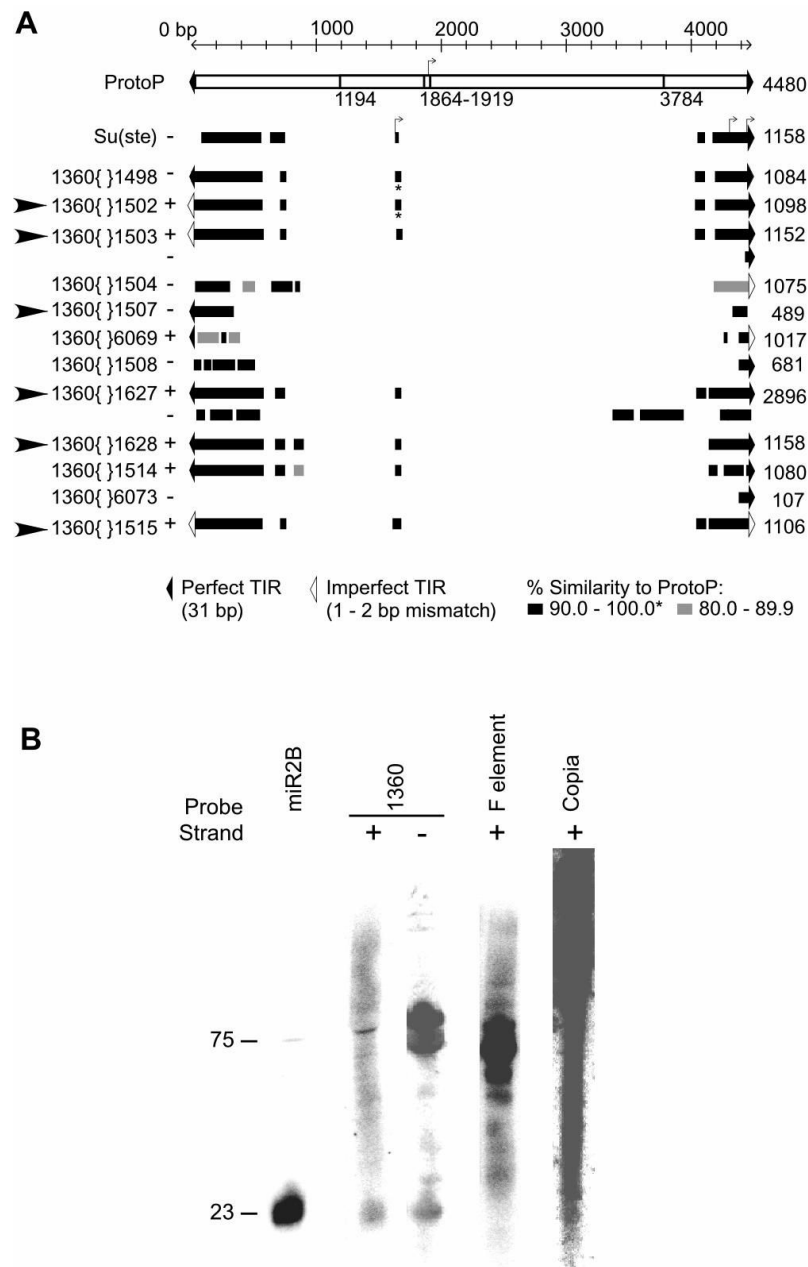 A
0 bp 1000 2000 3000 4000
ProtoP 4480
1194 1864-1919 3784
Su(ste) - 1158
1360{ }1498 - 1084
*
1360{ }1502 + 1098
*
1360{ }1503 + 1152
-
1360{ }1504 - 1075
1360{ }1507 - 489
1360{ }6069 + 1017
1360{ }1508 - 681
1360{ }1627 + 2896
-
1360{ }1628 + 1158
1360{ }1514 + 1080
1360{ }6073 - 107
1360{ }1515 + 1106
Perfect TIR Imperfect TIR % Similarity to ProtoP:
(31 bp) (1 - 2 bp mismatch) 90.0 - 100.0* 80.0 - 89.9
B
miR2B 1360 F element Copia
Probe
Strand + - + +
75
23